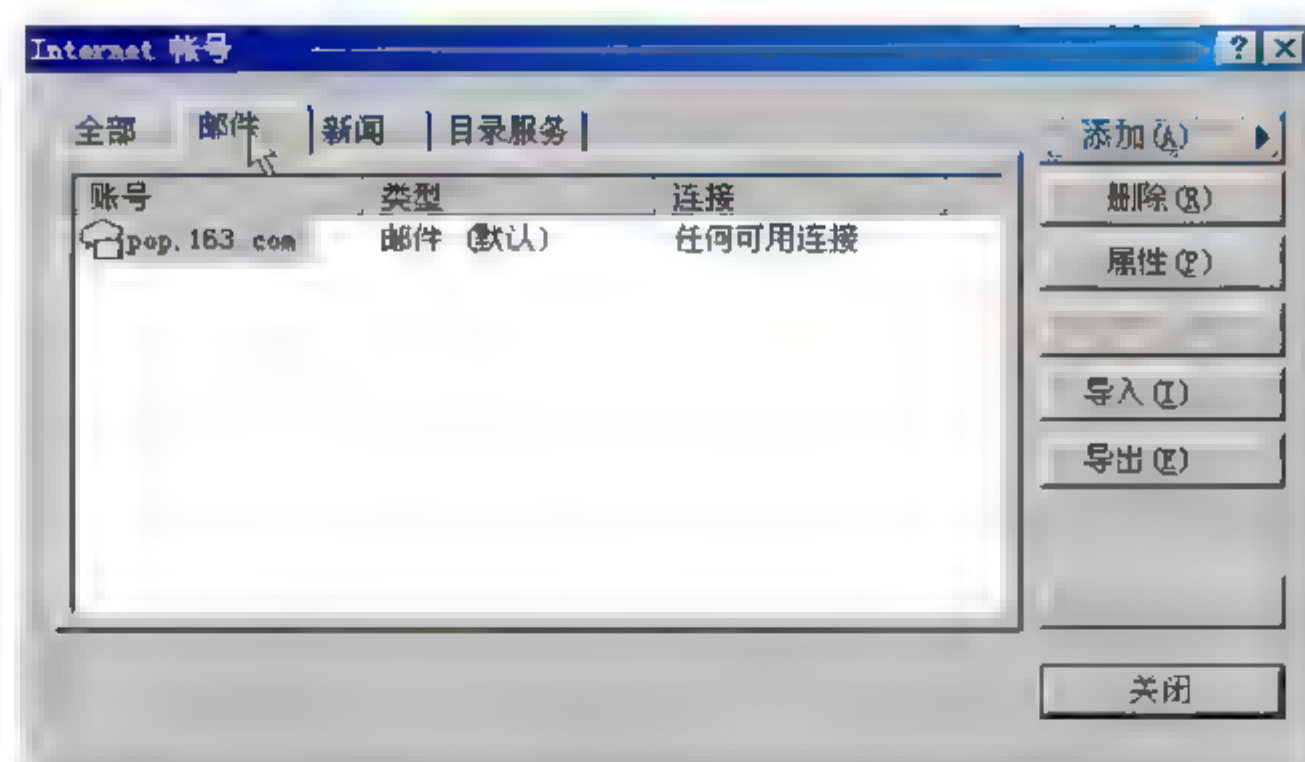 Internet 帐号
全部 邮件 新闻 目录服务
添加(A)
账号 类型 连接
删除(R)
pop.163 com 邮件 (默认) 任何可用连接
属性(P)
导入(I)
导出(E)
关闭